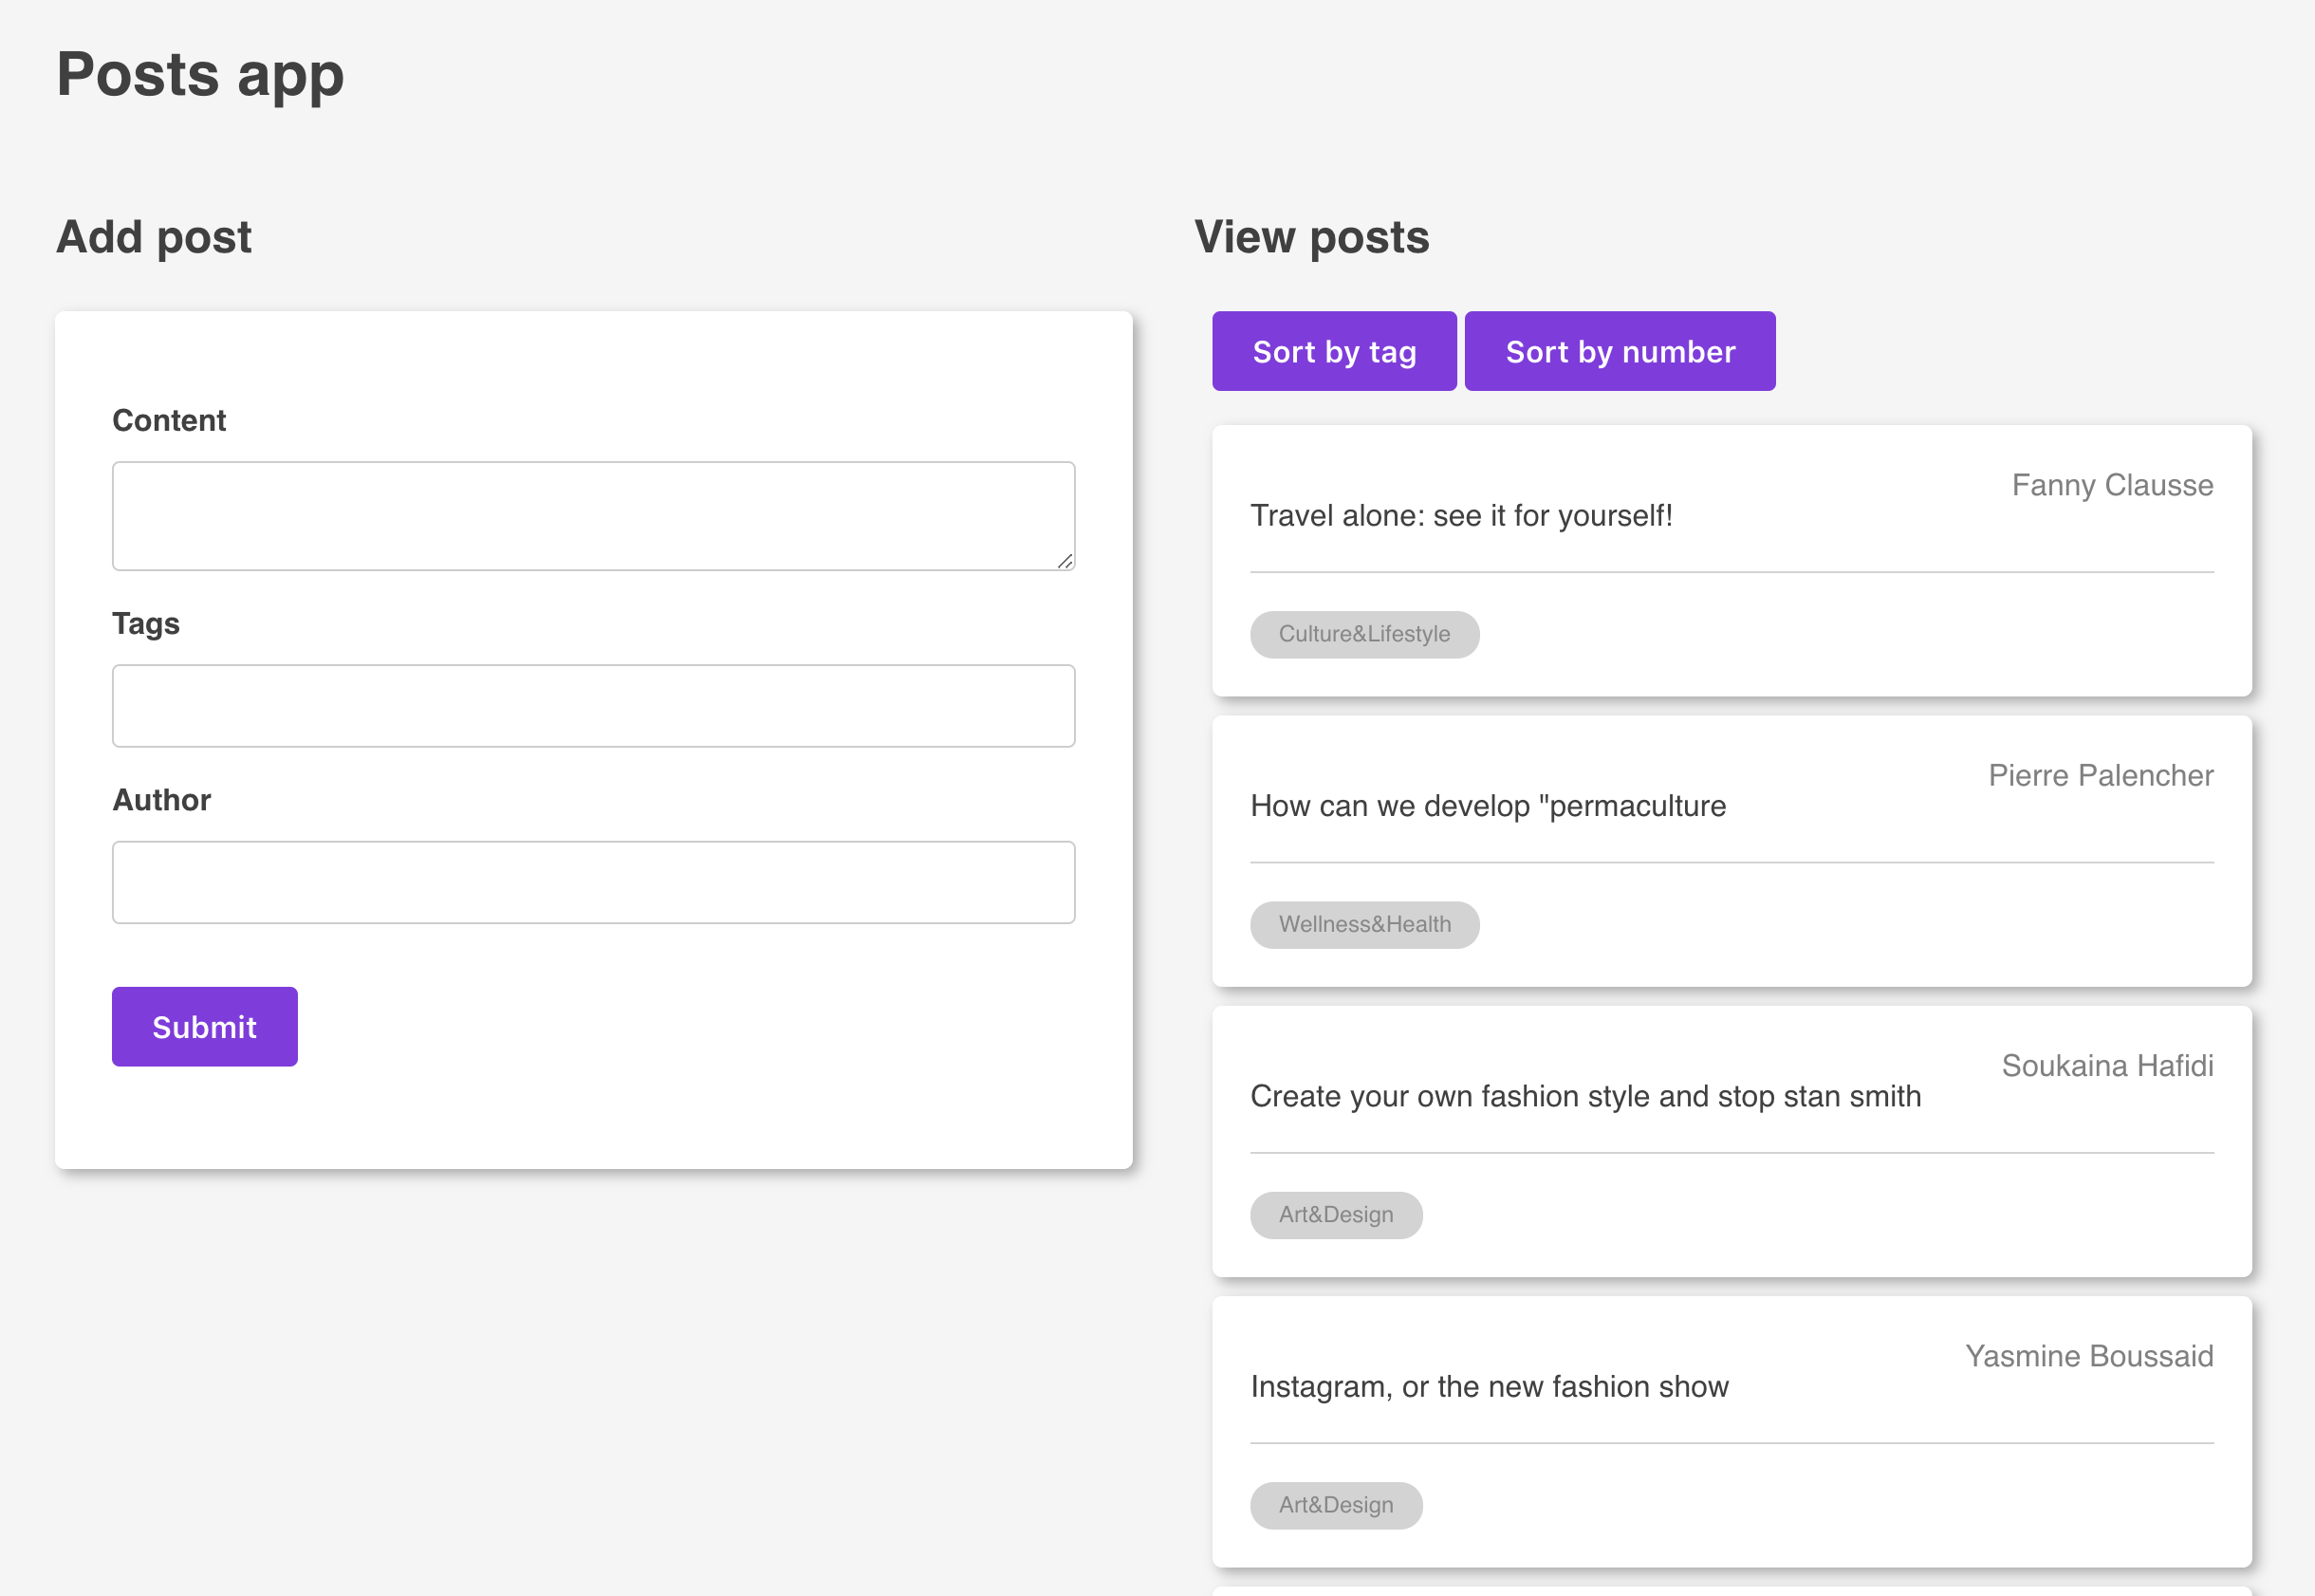 Posts app
Add post
Content
Tags
Author
Submit
View posts
Sort by tag
Sort by number
Fanny Clausse
Travel alone: see it for yourself!
Culture&Lifestyle
Pierre Palencher
How can we develop "permaculture
Wellness&Health
Soukaina Hafidi
Create your own fashion style and stop stan smith
Art&Design
Yasmine Boussaid
Instagram, or the new fashion show
Art&Design